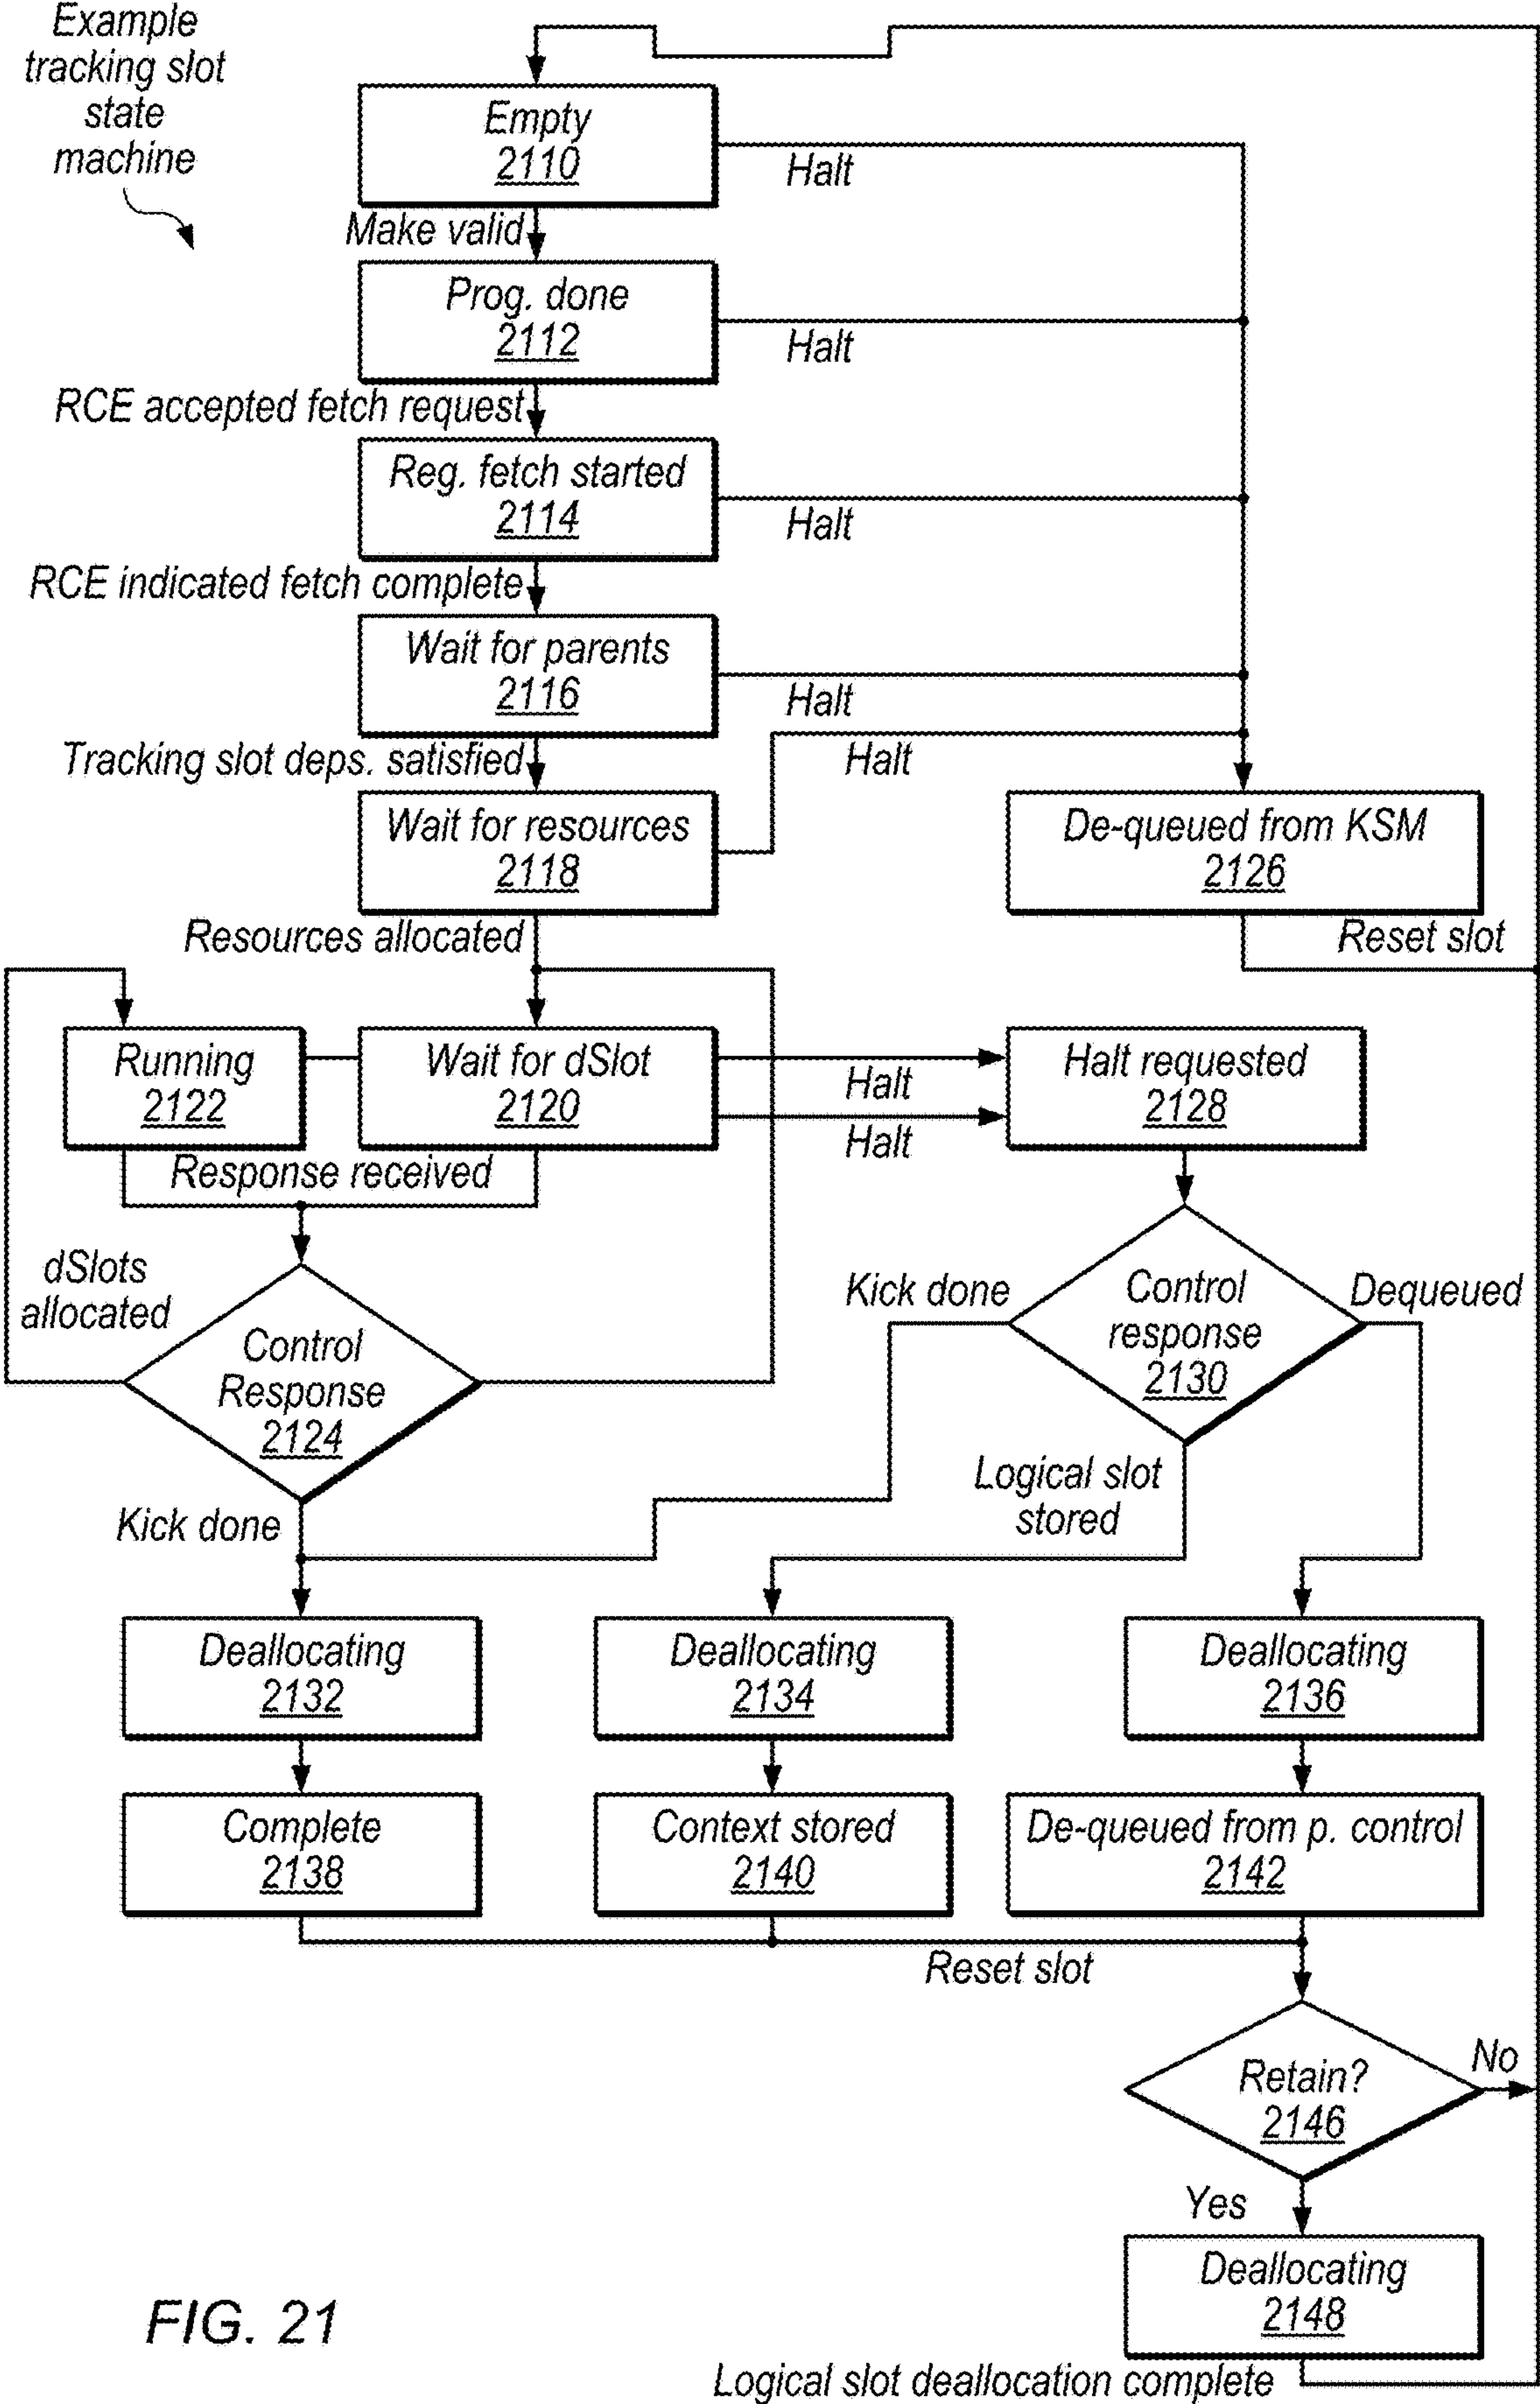 Example
tracking slot
state
machine
Empty
2110
Halt
Make valid
Prog. done
2112
Halt
RCE accepted fetch request
Reg. fetch started
2114
Halt
RCE indicated fetch complete
Wait for parents
2116
Halt
Tracking slot deps. satisfied
Halt
Wait for resources
2118
De-queued from KSM
2126
Resources allocated
Reset slot
Running
2122
Wait for dSlot
2120
Halt
Halt
Halt requested
2128
Response received
dSlots
allocated
Control
Response
2124
Kick done
Control
response
2130
Dequeued
Logical slot
stored
Kick done
Deallocating
2132
Deallocating
2134
Deallocating
2136
Complete
2138
Context stored
2140
De-queued from p. control
2142
Reset slot
Retain?
2146
No
Yes
Deallocating
2148
Logical slot deallocation complete
FIG. 21